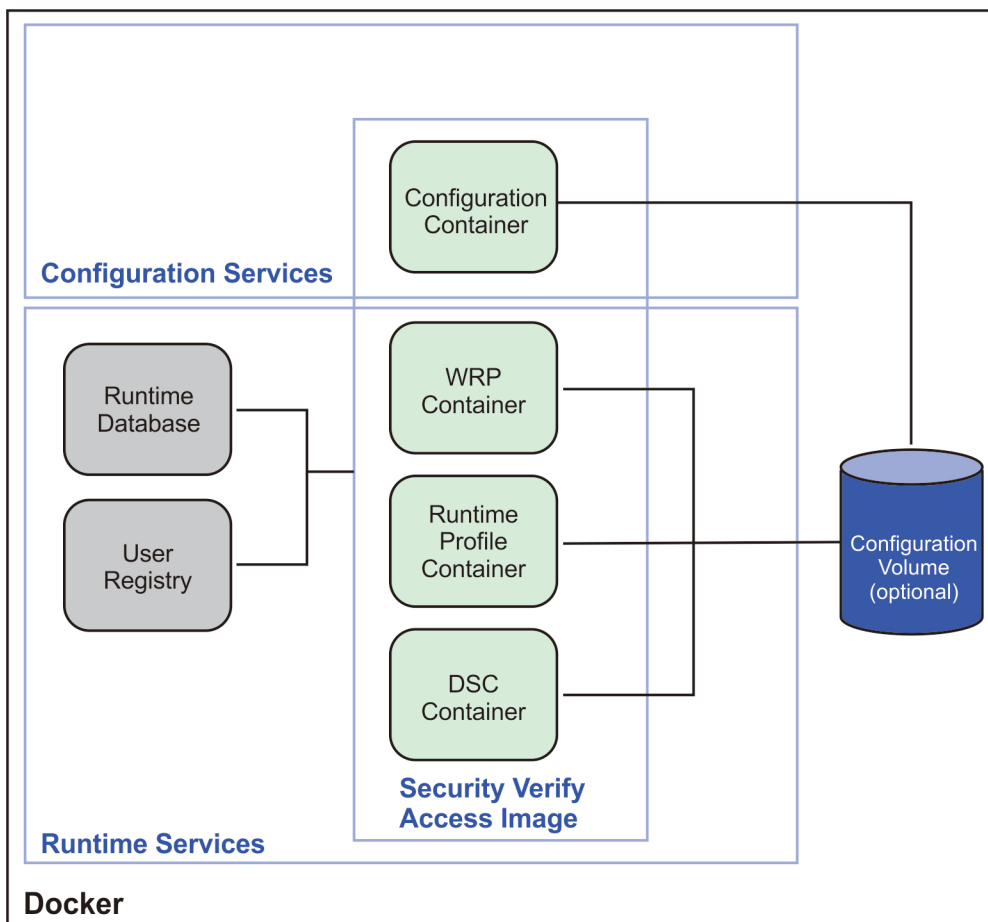 Configuration
Container
Configuration Services
Runtime
Database
User
Registry
WRP
Container
Runtime
Profile
Container
DSC
Container
Configuration
Volume
(optional)
Security Verify
Access Image
Runtime Services
Docker